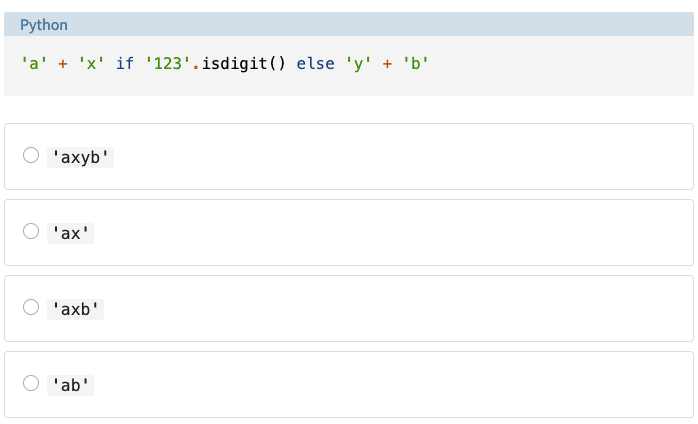 Python
'a' + 'x' if '123'.isdigit() else 'y' + 'b'
'axyb'
'ax'
'axb'
'ab'